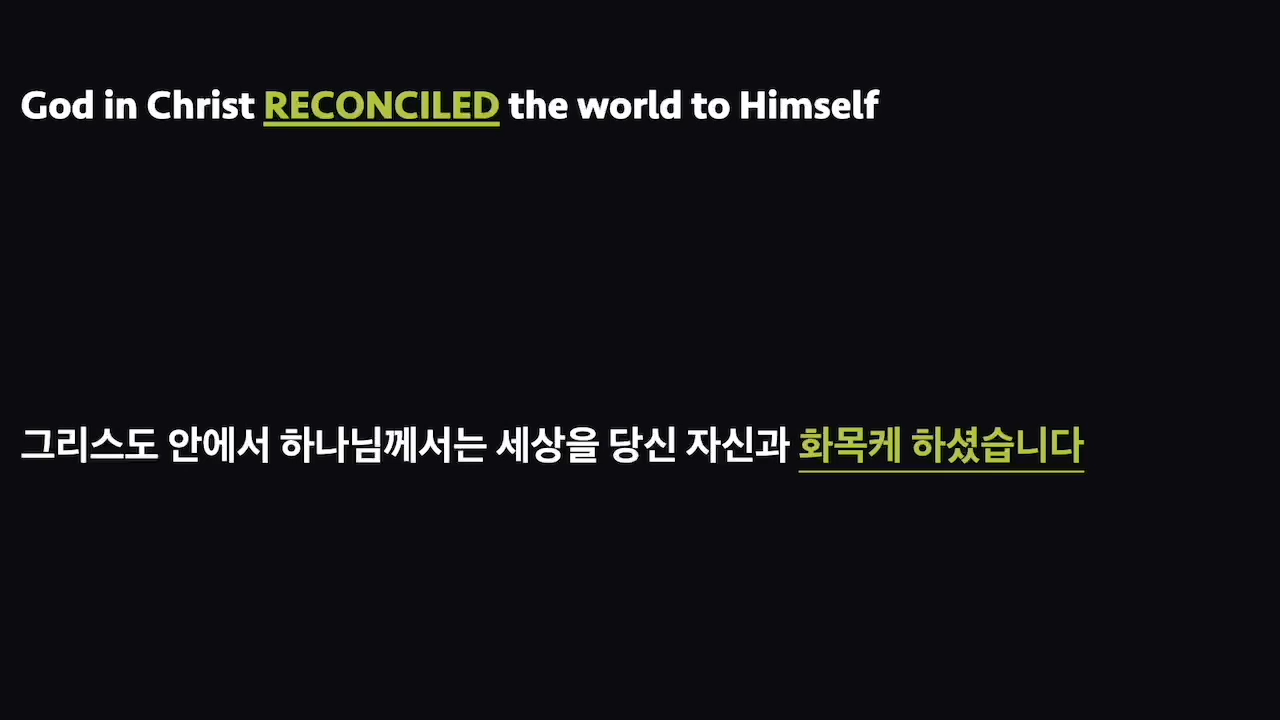 God in Christ RECONCILED the world to Himself
그리스도 안에서 하나님께서는 세상을 당신 자신과 화목케 하셨습니다